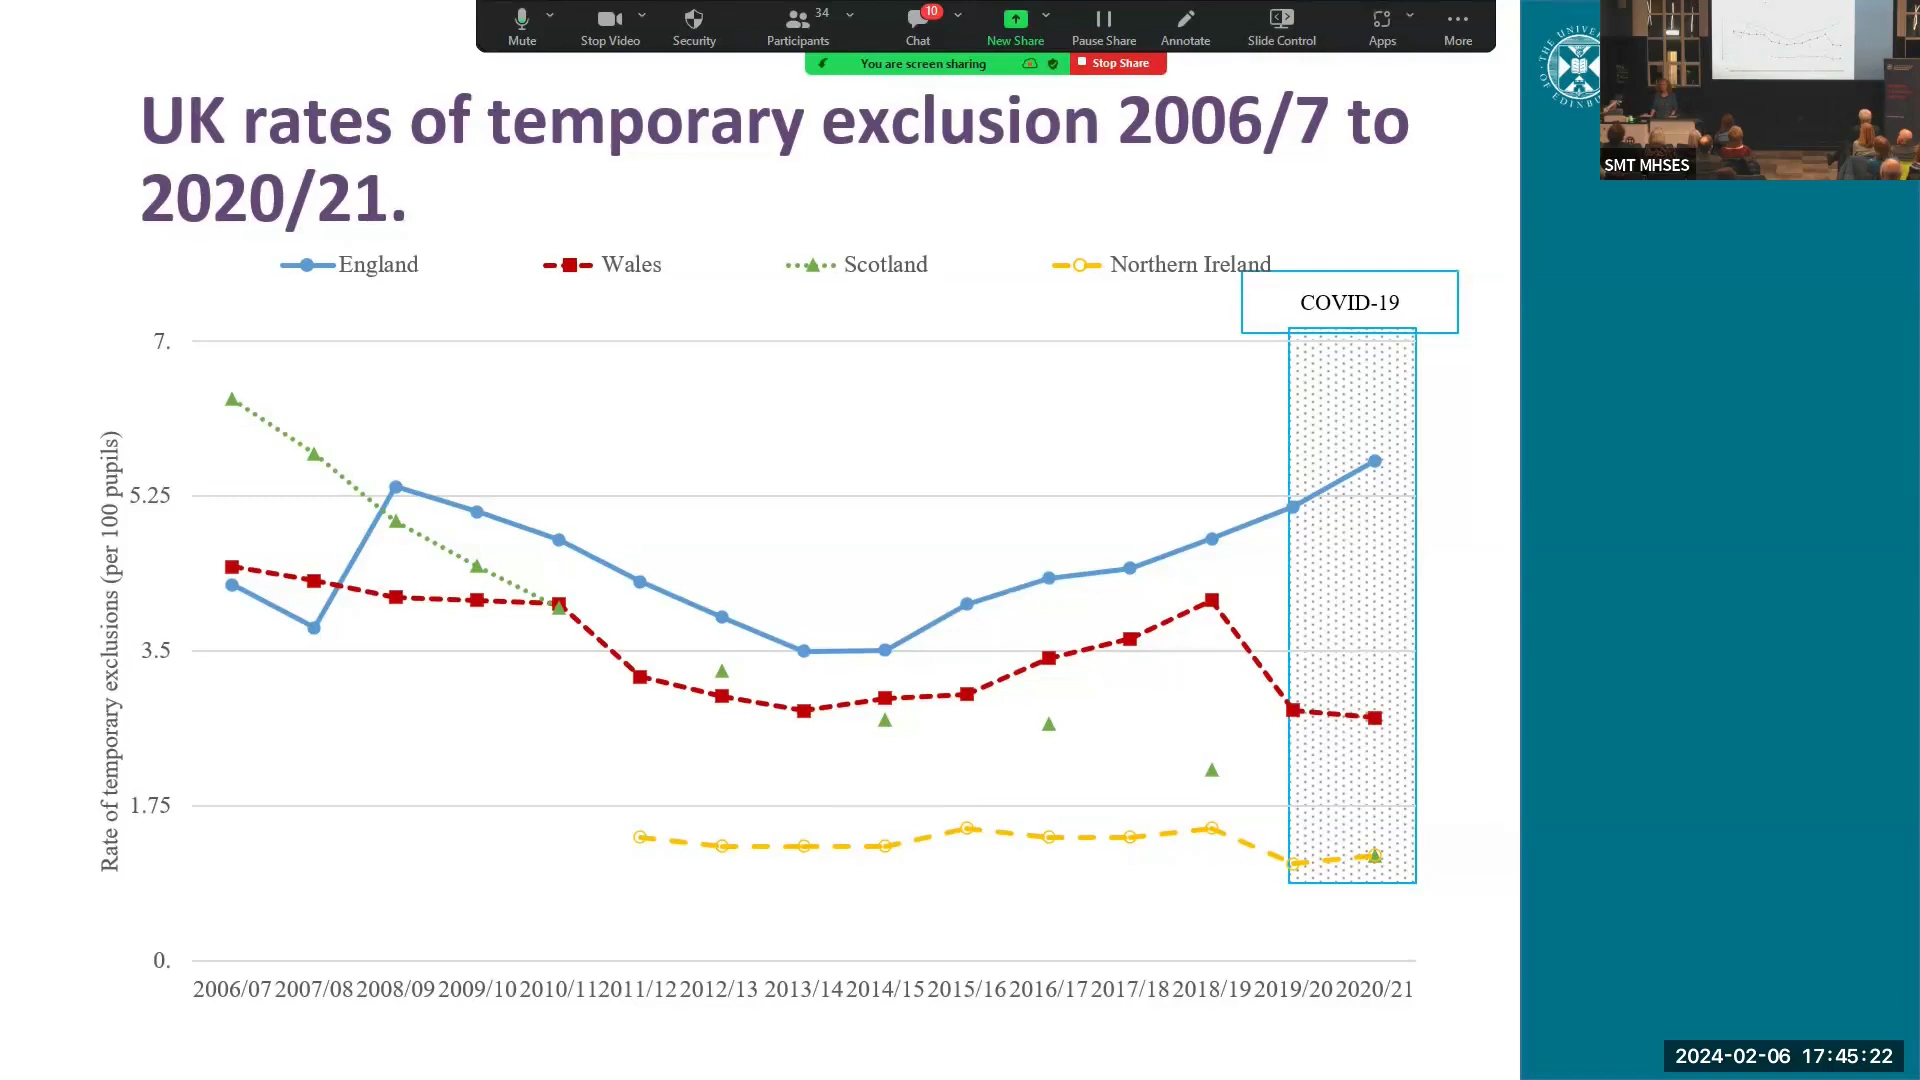 34
10
Mute
Stop Video
Security
Participants
Chat
New Share
Pause Share
Annotate
Slide Control
Apps
More
You are screen sharing
Stop Share
UK rates of temporary exclusion 2006/7 to
2020/21.
SMT MHSES
England
Wales
Scotland
Northern Ireland
COVID-19
Rate of temporary exclusions (per 100 pupils)
7.
5.25
3.5
1.75
0.
2006/07 2007/08 2008/09 2009/10 2010/11 2011/12 2012/13 2013/14 2014/15 2015/16 2016/17 2017/18 2018/19 2019/20 2020/21
2024-02-06 17:45:22